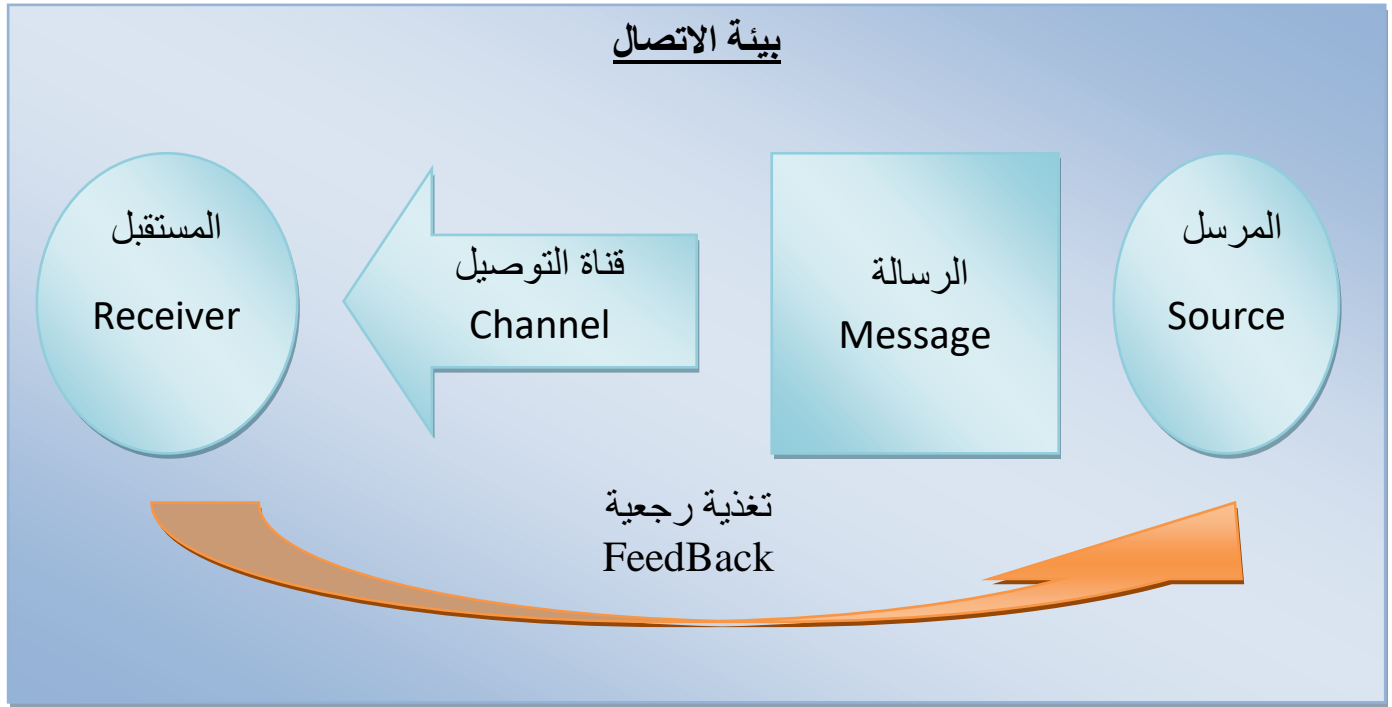 بيئة الاتصال
المرسل
Source
الرسالة
Message
قناة التوصيل
Channel
المستقبل
Receiver
تغذية رجعية
FeedBack